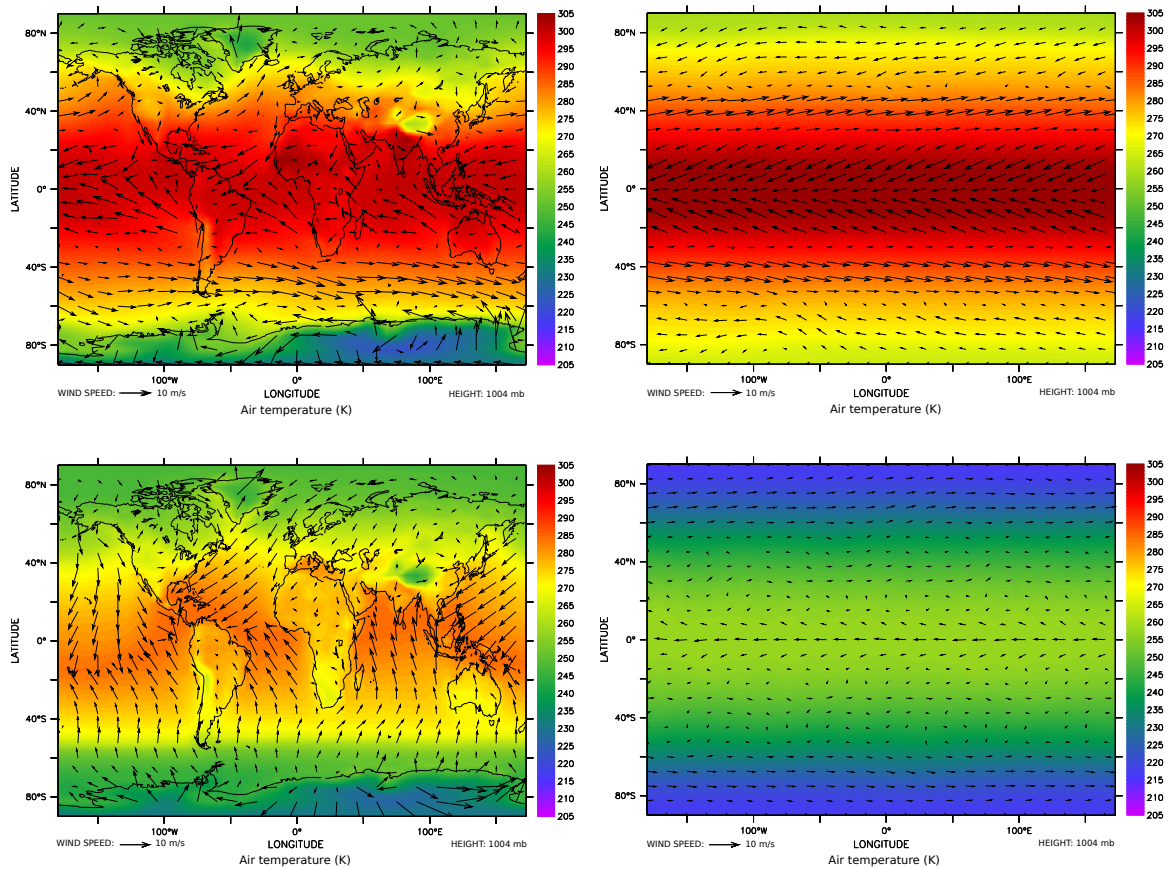 80°N
40°N
0°
40°S
80°S
LATITUDE
100°W 0° 100°E
LONGITUDE
WIND SPEED: 10 m/s
HEIGHT: 1004 mb
Air temperature (K)
305
300
295
290
285
280
275
270
265
260
255
250
245
240
235
230
225
220
215
210
205
80°N
40°N
0°
40°S
80°S
LATITUDE
100°W 0° 100°E
LONGITUDE
WIND SPEED: 10 m/s
HEIGHT: 1004 mb
Air temperature (K)
305
300
295
290
285
280
275
270
265
260
255
250
245
240
235
230
225
220
215
210
205
80°N
40°N
0°
40°S
80°S
LATITUDE
100°W 0° 100°E
LONGITUDE
WIND SPEED: 10 m/s
HEIGHT: 1004 mb
Air temperature (K)
305
300
295
290
285
280
275
270
265
260
255
250
245
240
235
230
225
220
215
210
205
80°N
40°N
0°
40°S
80°S
LATITUDE
100°W 0° 100°E
LONGITUDE
WIND SPEED: 10 m/s
HEIGHT: 1004 mb
Air temperature (K)
305
300
295
290
285
280
275
270
265
260
255
250
245
240
235
230
225
220
215
210
205